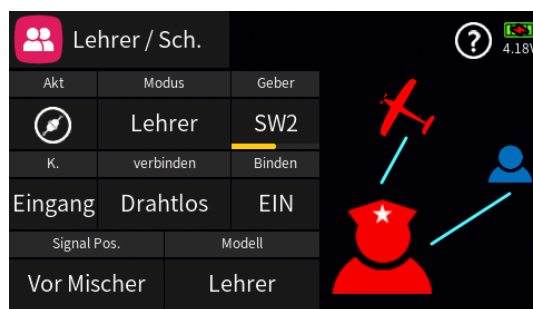 Lehrer / Sch.
?
4.18V
Akt Modus Geber
Lehrer SW2
K. verbinden Binden
Eingang Drahtlos EIN
Signal Pos. Modell
Vor Mischer Lehrer